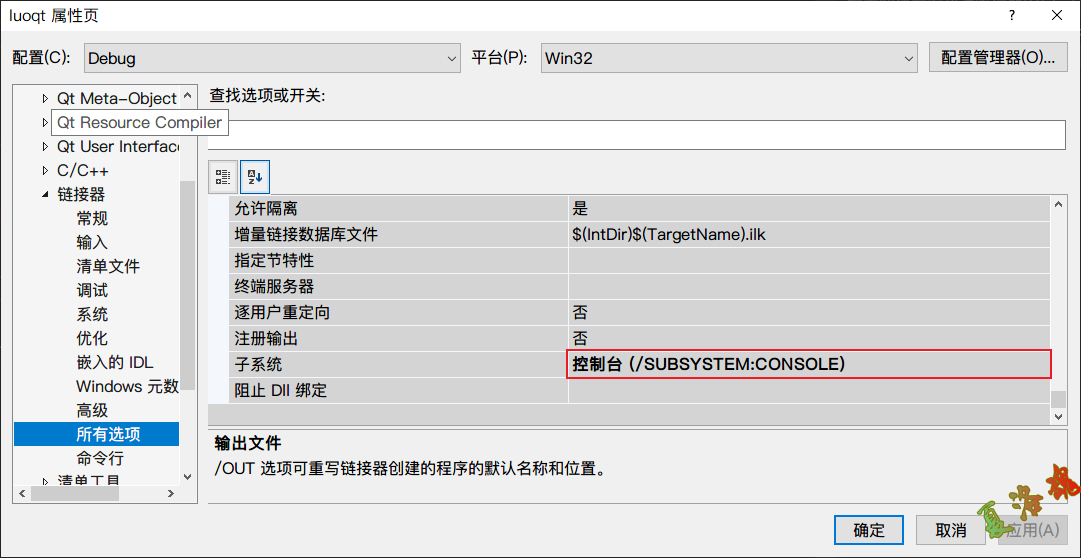 luoqt 属性页
?
配置(C):
Debug
平台(P):
Win32
配置管理器(O)...
Qt Meta-Object
Qt Resource Compiler
Qt User Interface
C/C++
链接器
常规
输入
清单文件
调试
系统
优化
嵌入的 IDL
Windows 元数
高级
所有选项
命令行
清单工具
查找选项或开关:
允许隔离 是
增量链接数据库文件 $(IntDir)$(TargetName).ilk
指定节特性
终端服务器
逐用户重定向 否
注册输出 否
子系统 控制台 (/SUBSYSTEM:CONSOLE)
阻止 Dll 绑定
输出文件
/OUT 选项可重写链接器创建的程序的默认名称和位置。
确定
取消
应用(A)